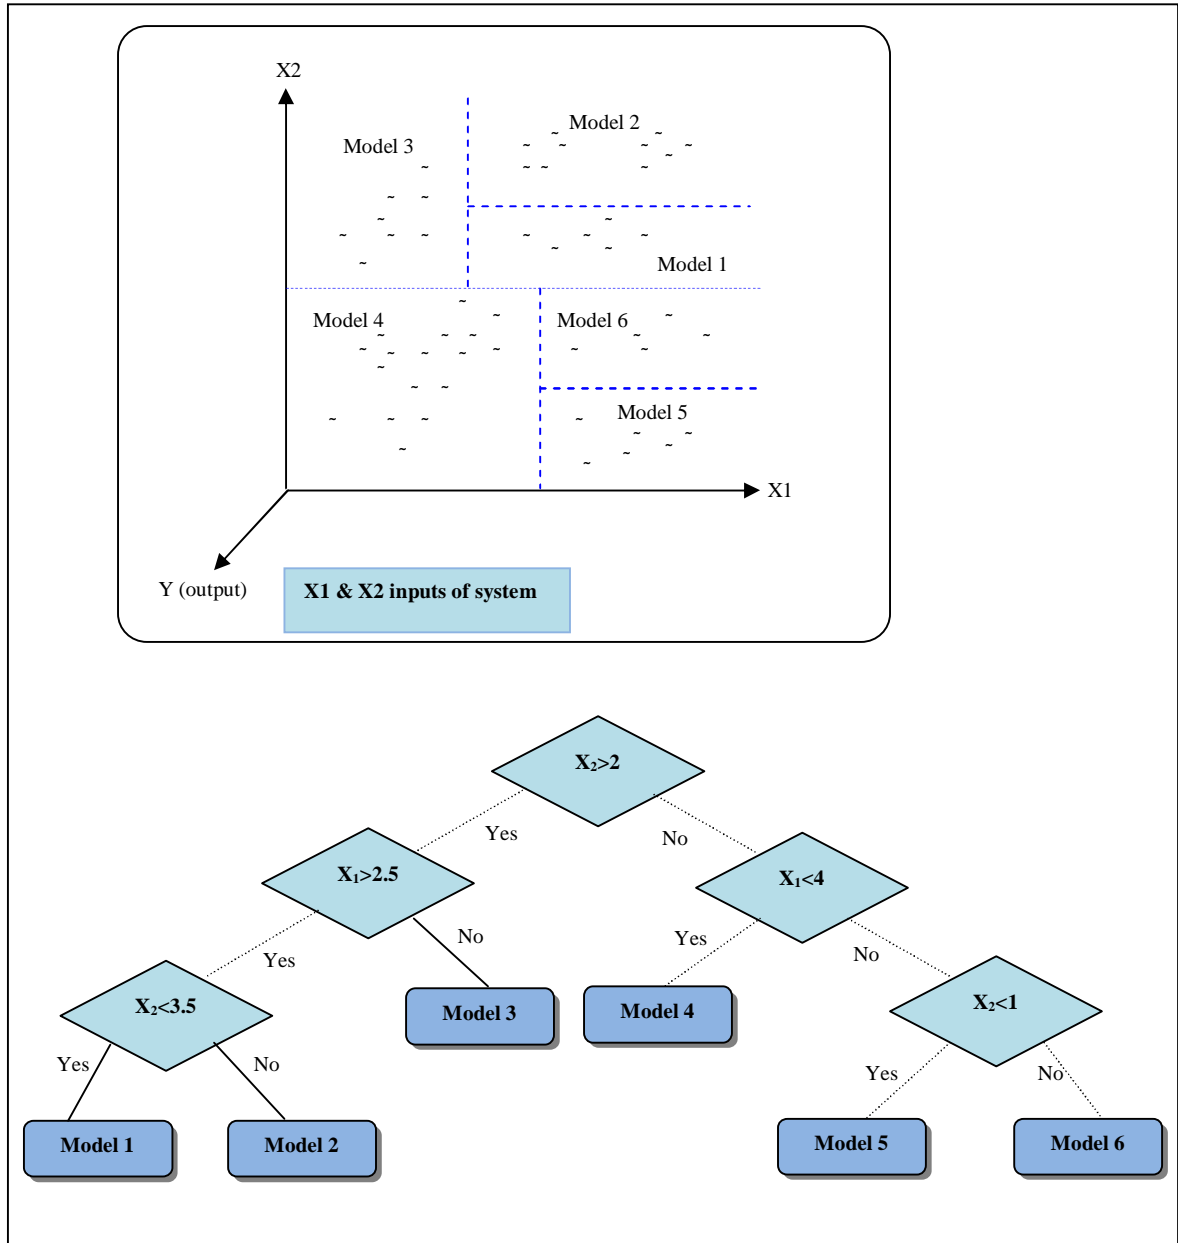 X2
Model 2
Model 3
Model 1
Model 4
Model 6
Model 5
X1
Y (output)
X1 & X2 inputs of system
X₂>2
Yes
No
X₁>2.5
X₁<4
Yes
No
Yes
No
X₂<3.5
Model 3
Model 4
X₂<1
Yes
No
Yes
No
Model 1
Model 2
Model 5
Model 6